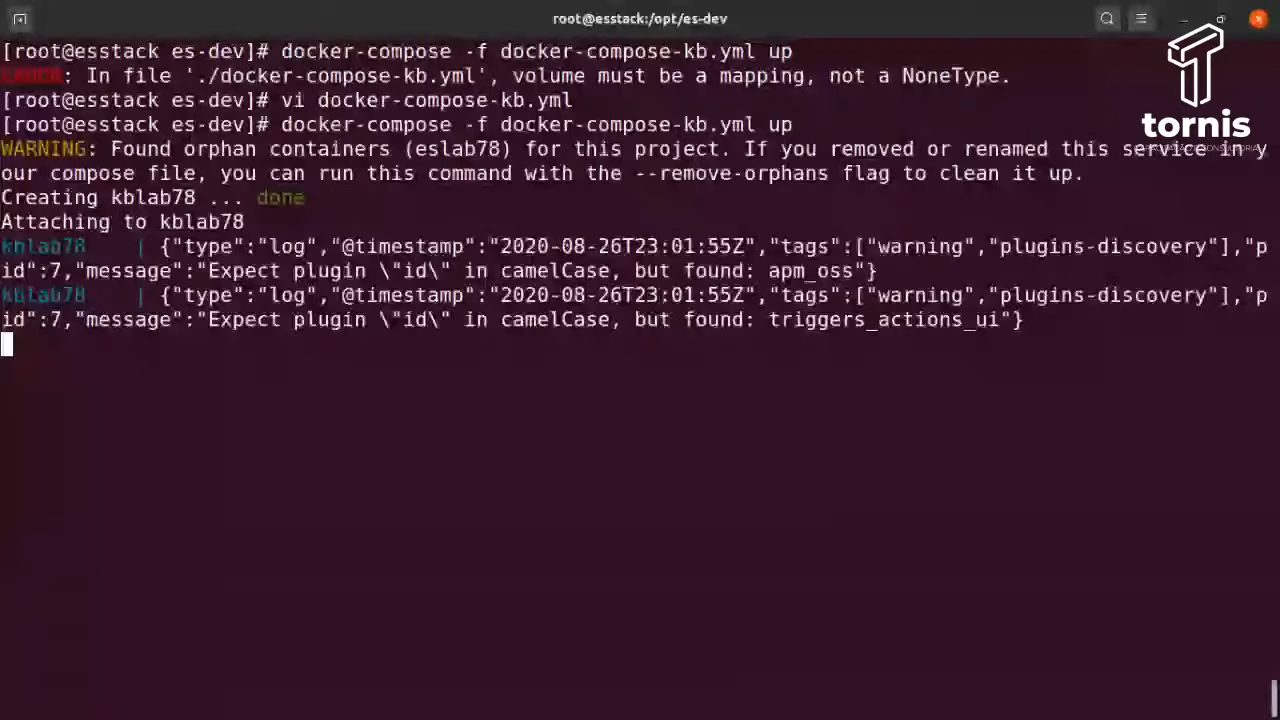 root@esstack:/opt/es-dev
[root@esstack es-dev]# docker-compose -f docker-compose-kb.yml up
ERROR: In file './docker-compose-kb.yml', volume must be a mapping, not a NoneType.
[root@esstack es-dev]# vi docker-compose-kb.yml
[root@esstack es-dev]# docker-compose -f docker-compose-kb.yml up
WARNING: Found orphan containers (eslab78) for this project. If you removed or renamed this service in y
our compose file, you can run this command with the --remove-orphans flag to clean it up.
Creating kblab78 ... done
Attaching to kblab78
kblab78    | {"type":"log","@timestamp":"2020-08-26T23:01:55Z","tags":["warning","plugins-discovery"],"p
id":7,"message":"Expect plugin \"id\" in camelCase, but found: apm_oss"}
kblab78    | {"type":"log","@timestamp":"2020-08-26T23:01:55Z","tags":["warning","plugins-discovery"],"p
id":7,"message":"Expect plugin \"id\" in camelCase, but found: triggers_actions_ui"}
tornis